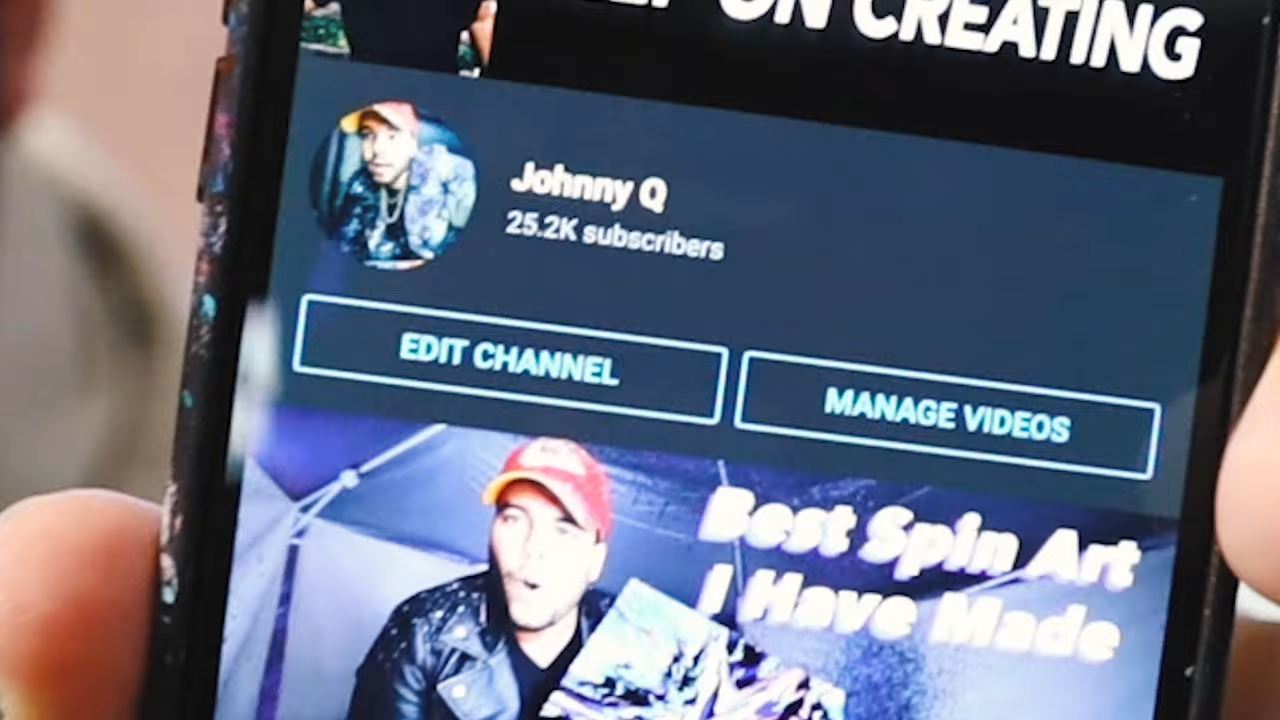 ON CREATING
Johnny Q
25.2K subscribers
EDIT CHANNEL
MANAGE VIDEOS
Best Spin Art
I Have Made